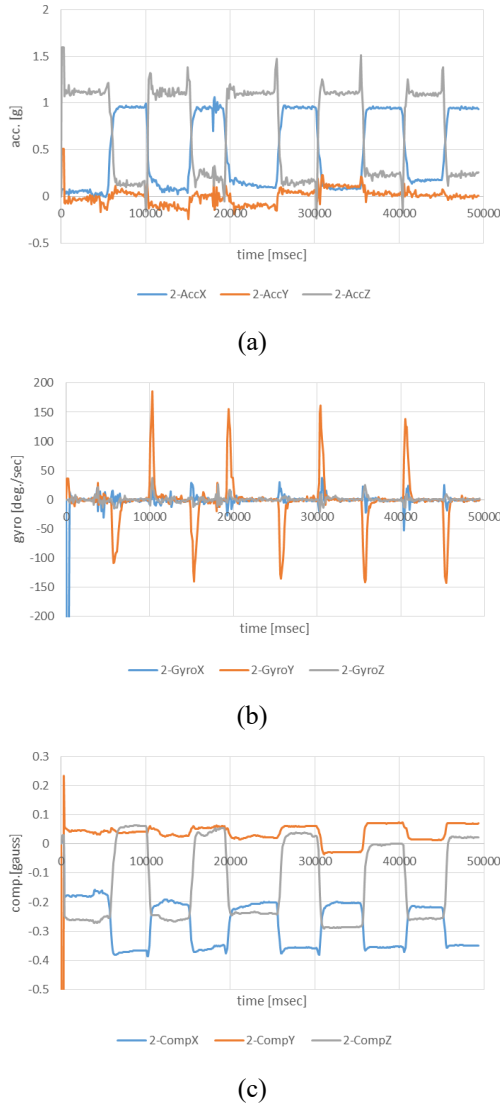 2
1.5
1
0.5
0
-0.5
acc. [g]
0 10000 20000 30000 40000 50000
time [msec]
2-AccX 2-AccY 2-AccZ
(a)
200
150
100
50
0
-50
-100
-150
-200
gyro [deg./sec]
0 10000 20000 30000 40000 50000
time [msec]
2-GyroX 2-GyroY 2-GyroZ
(b)
0.3
0.2
0.1
0
-0.1
-0.2
-0.3
-0.4
-0.5
comp.[gauss]
0 10000 20000 30000 40000 50000
time [msec]
2-CompX 2-CompY 2-CompZ
(c)